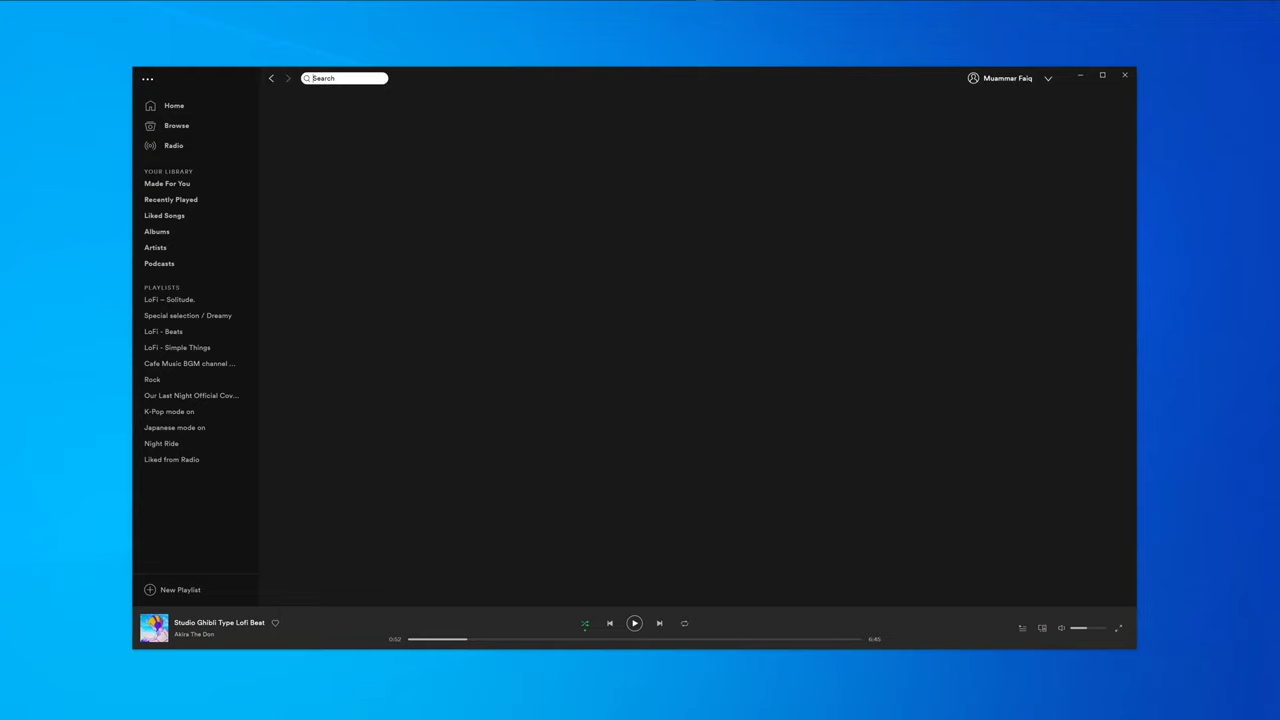 Search
Muammar Faiq
Home
Browse
Radio
YOUR LIBRARY
Made For You
Recently Played
Liked Songs
Albums
Artists
Podcasts
PLAYLISTS
LoFi – Solitude.
Special selection / Dreamy
LoFi - Beats
LoFi - Simple Things
Cafe Music BGM channel ...
Rock
Our Last Night Official Cov...
K-Pop mode on
Japanese mode on
Night Ride
Liked from Radio
New Playlist
Studio Ghibli Type Lofi Beat
Akira The Don
0:52
6:45